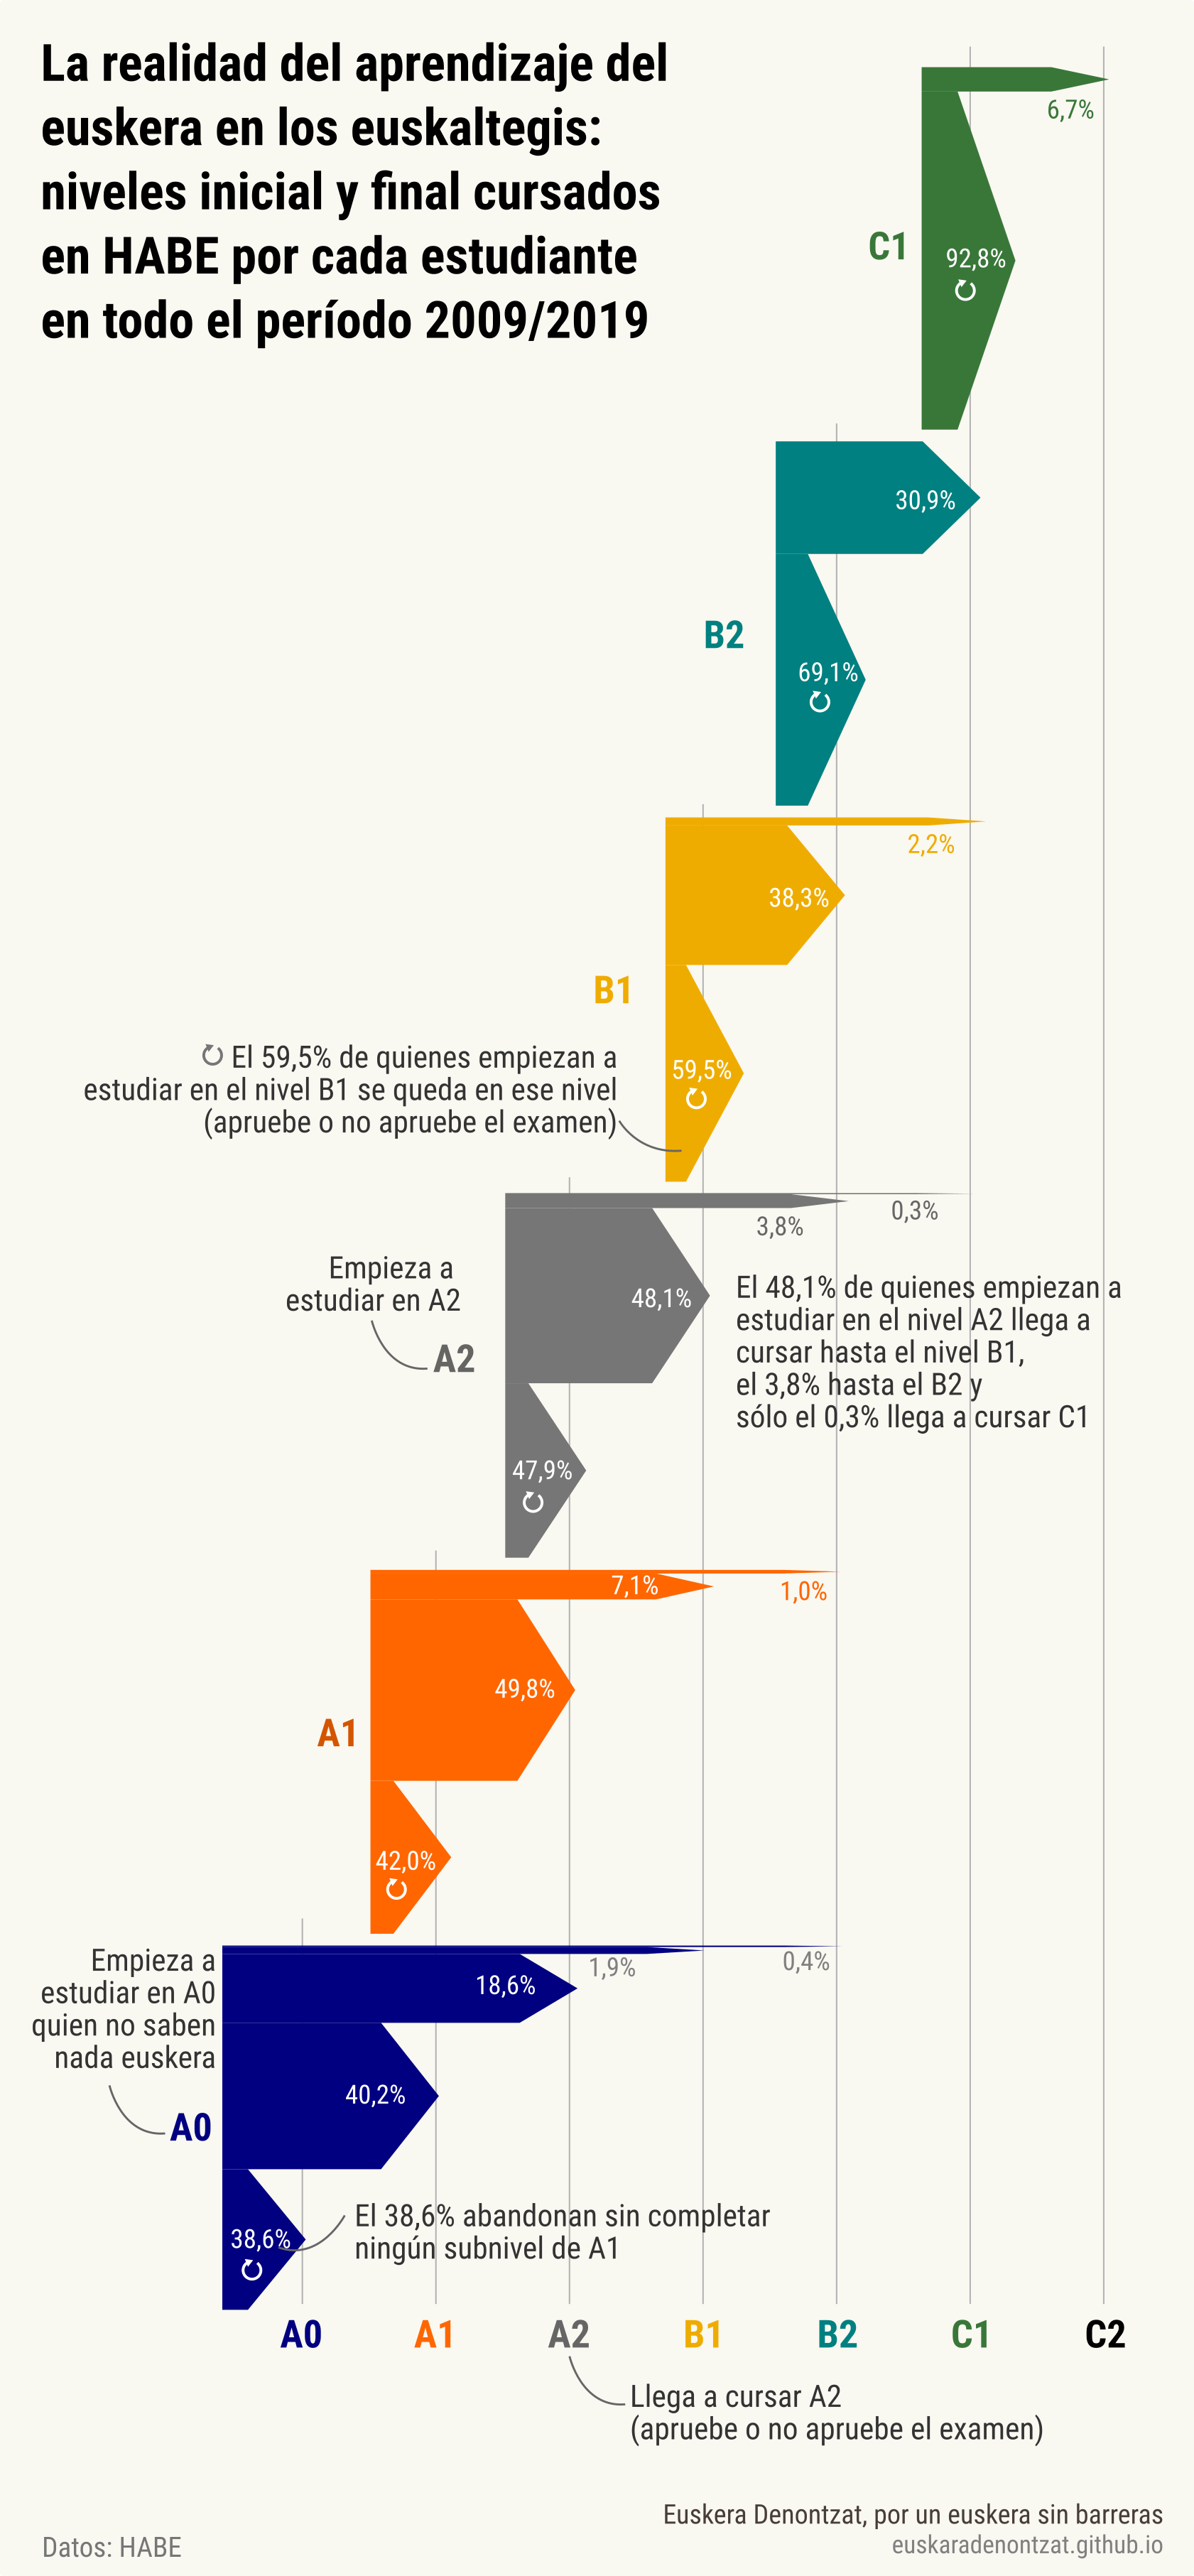 La realidad del aprendizaje del
euskera en los euskaltegis:
niveles inicial y final cursados
en HABE por cada estudiante
en todo el período 2009/2019
6,7%
C1
92,8%
30,9%
B2
69,1%
2,2%
38,3%
B1
El 59,5% de quienes empiezan a
estudiar en el nivel B1 se queda en ese nivel
(apruebe o no apruebe el examen)
59,5%
0,3%
3,8%
Empieza a
estudiar en A2
A2
48,1%
El 48,1% de quienes empiezan a
estudiar en el nivel A2 llega a
cursar hasta el nivel B1,
el 3,8% hasta el B2 y
sólo el 0,3% llega a cursar C1
47,9%
7,1%
1,0%
49,8%
A1
42,0%
Empieza a
estudiar en A0
quien no saben
nada euskera
A0
1,9%
0,4%
18,6%
40,2%
38,6%
El 38,6% abandonan sin completar
ningún subnivel de A1
A0 A1 A2 B1 B2 C1 C2
Llega a cursar A2
(apruebe o no apruebe el examen)
Euskera Denontzat, por un euskera sin barreras
Datos: HABE
euskaradenontzat.github.io